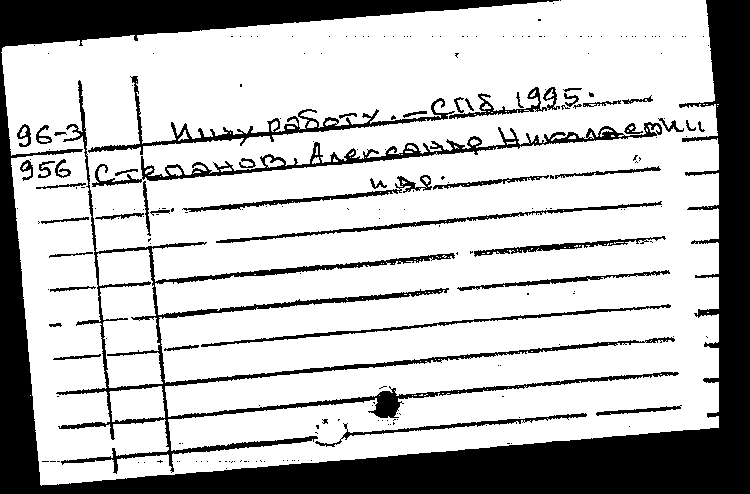 96-3 Ищу работу. — СПб, 1995.
956 Степанов, Александр Николаевич
и др.